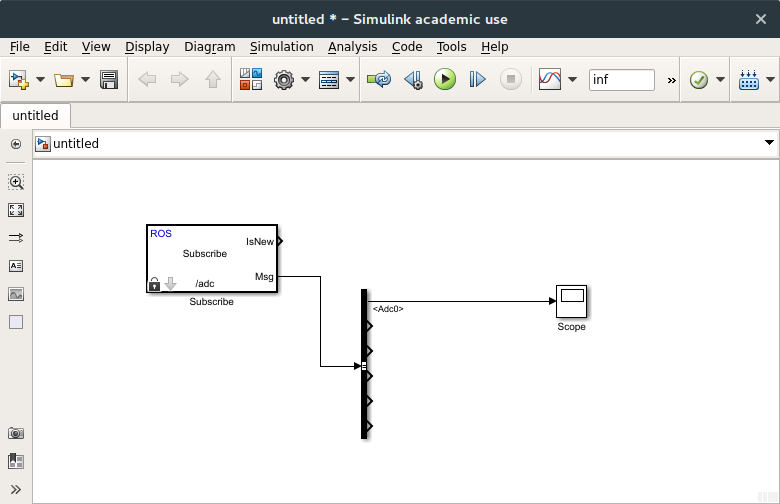 untitled * – Simulink academic use
File Edit View Display Diagram Simulation Analysis Code Tools Help
inf
»
untitled
untitled
ROS
IsNew
Subscribe
Msg
/adc
Subscribe
<Adc0>
Scope